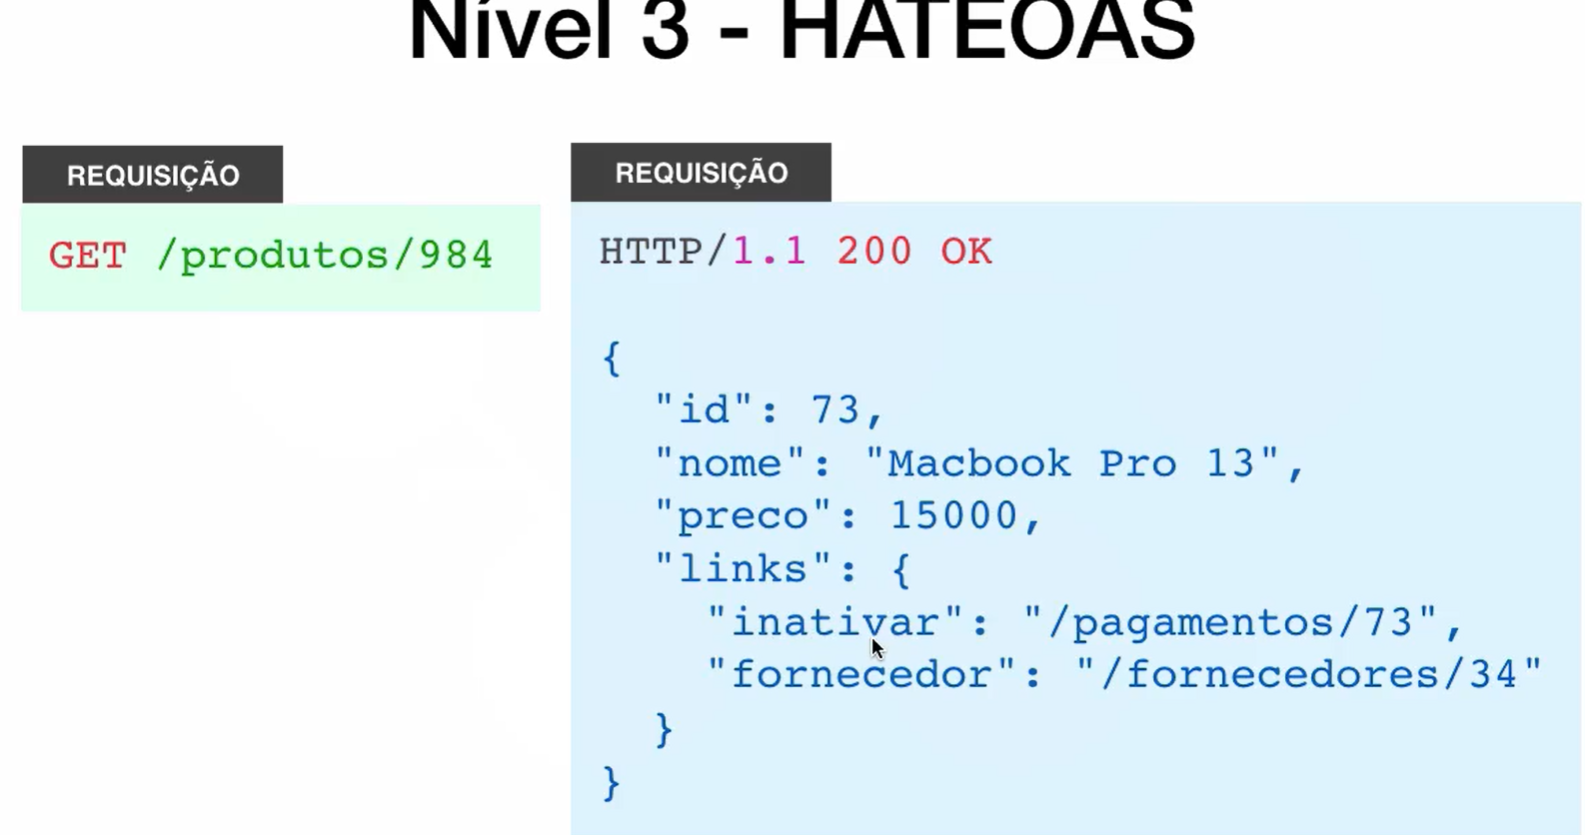 Nível 3 - HATEOAS
REQUISIÇÃO
GET /produtos/984
REQUISIÇÃO
HTTP/1.1 200 OK
{
"id": 73,
"nome": "Macbook Pro 13",
"preco": 15000,
"links": {
"inativar": "/pagamentos/73",
"fornecedor": "/fornecedores/34"
}
}